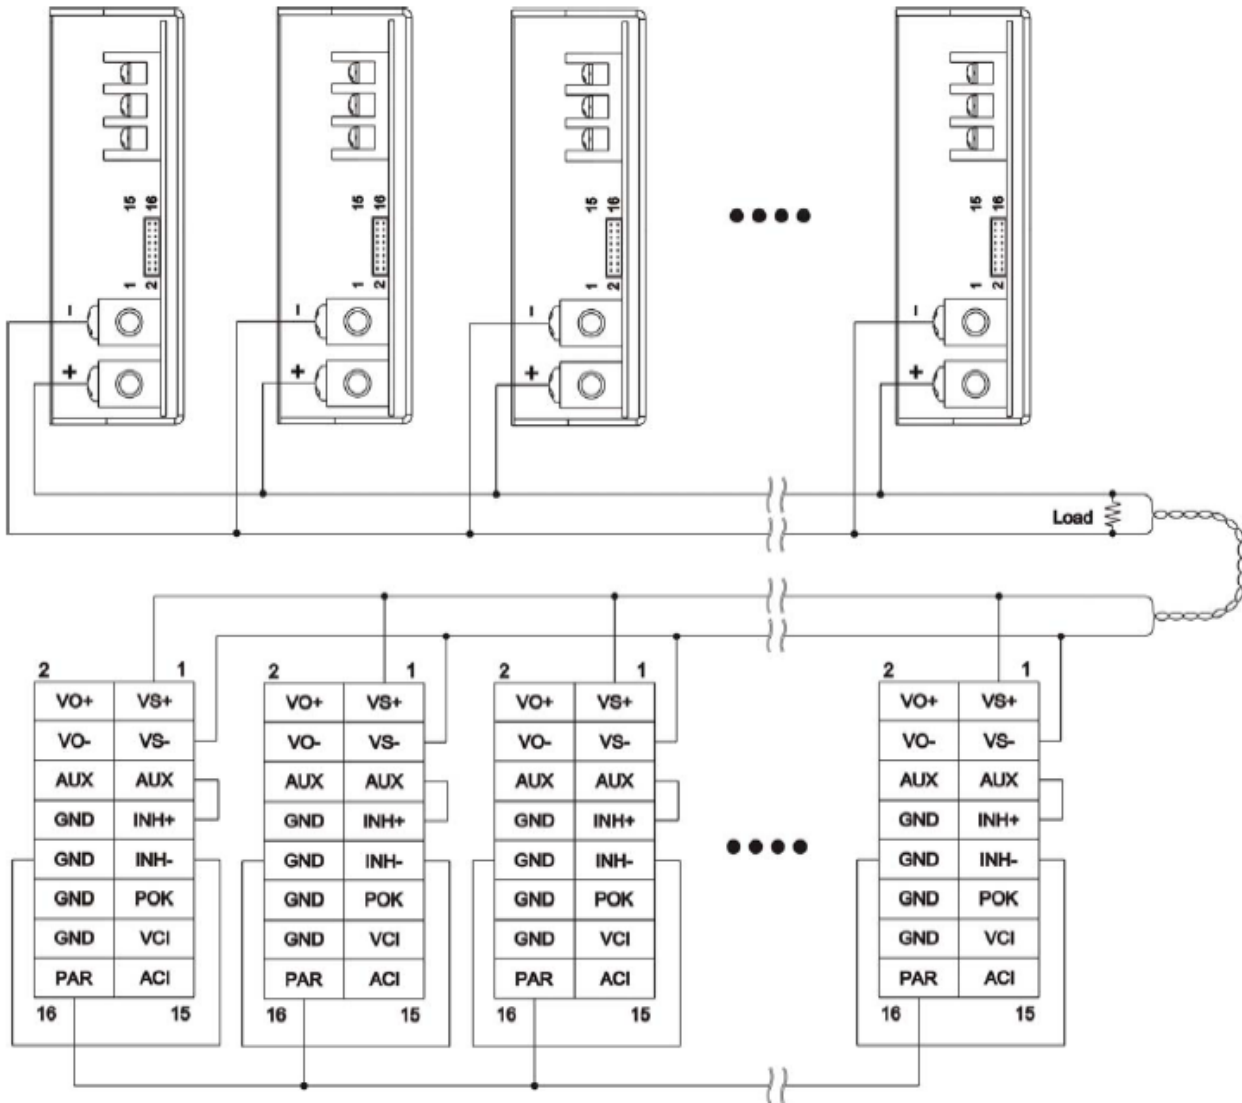 15 16 15 16 15 16 15 16
1 2 1 2 1 2 1 2
- - - -
+ + + +
Load
2 1 2 1 2 1 2 1
VO+ VS+ VO+ VS+ VO+ VS+ VO+ VS+
VO- VS- VO- VS- VO- VS- VO- VS-
AUX AUX AUX AUX AUX AUX AUX AUX
GND INH+ GND INH+ GND INH+ GND INH+
GND INH- GND INH- GND INH- GND INH-
GND POK GND POK GND POK GND POK
GND VCI GND VCI GND VCI GND VCI
PAR ACI PAR ACI PAR ACI PAR ACI
16 15 16 15 16 15 16 15